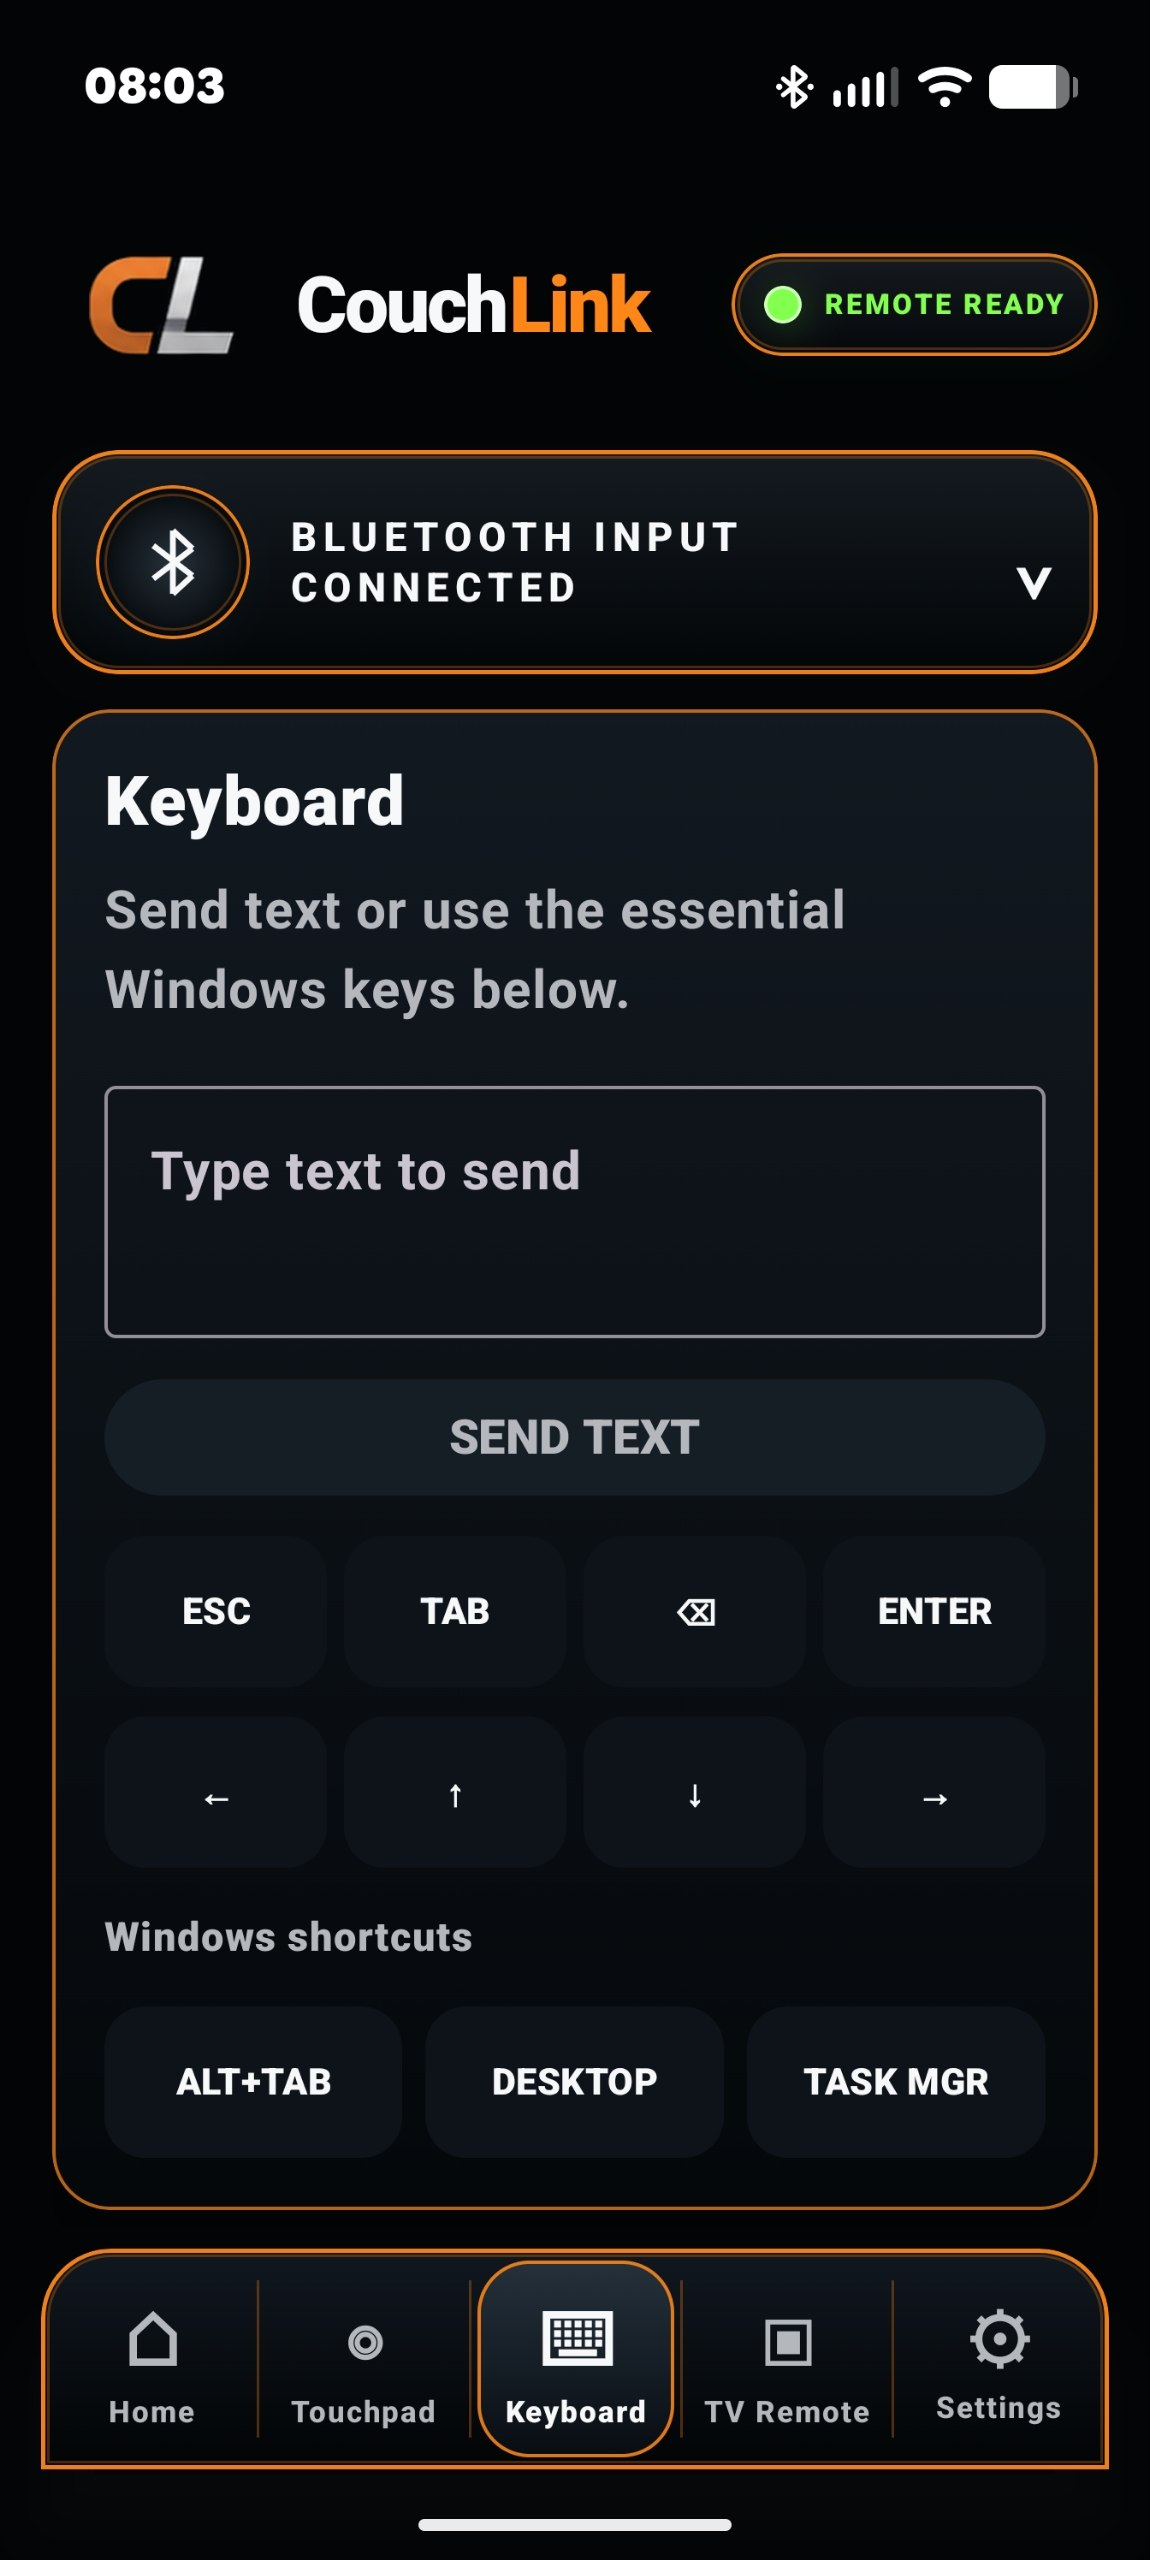 08:03
CL CouchLink
REMOTE READY
BLUETOOTH INPUT
CONNECTED
Keyboard
Send text or use the essential
Windows keys below.
Type text to send
SEND TEXT
ESC TAB ⌫ ENTER
← ↑ ↓ →
Windows shortcuts
ALT+TAB DESKTOP TASK MGR
Home Touchpad Keyboard TV Remote Settings